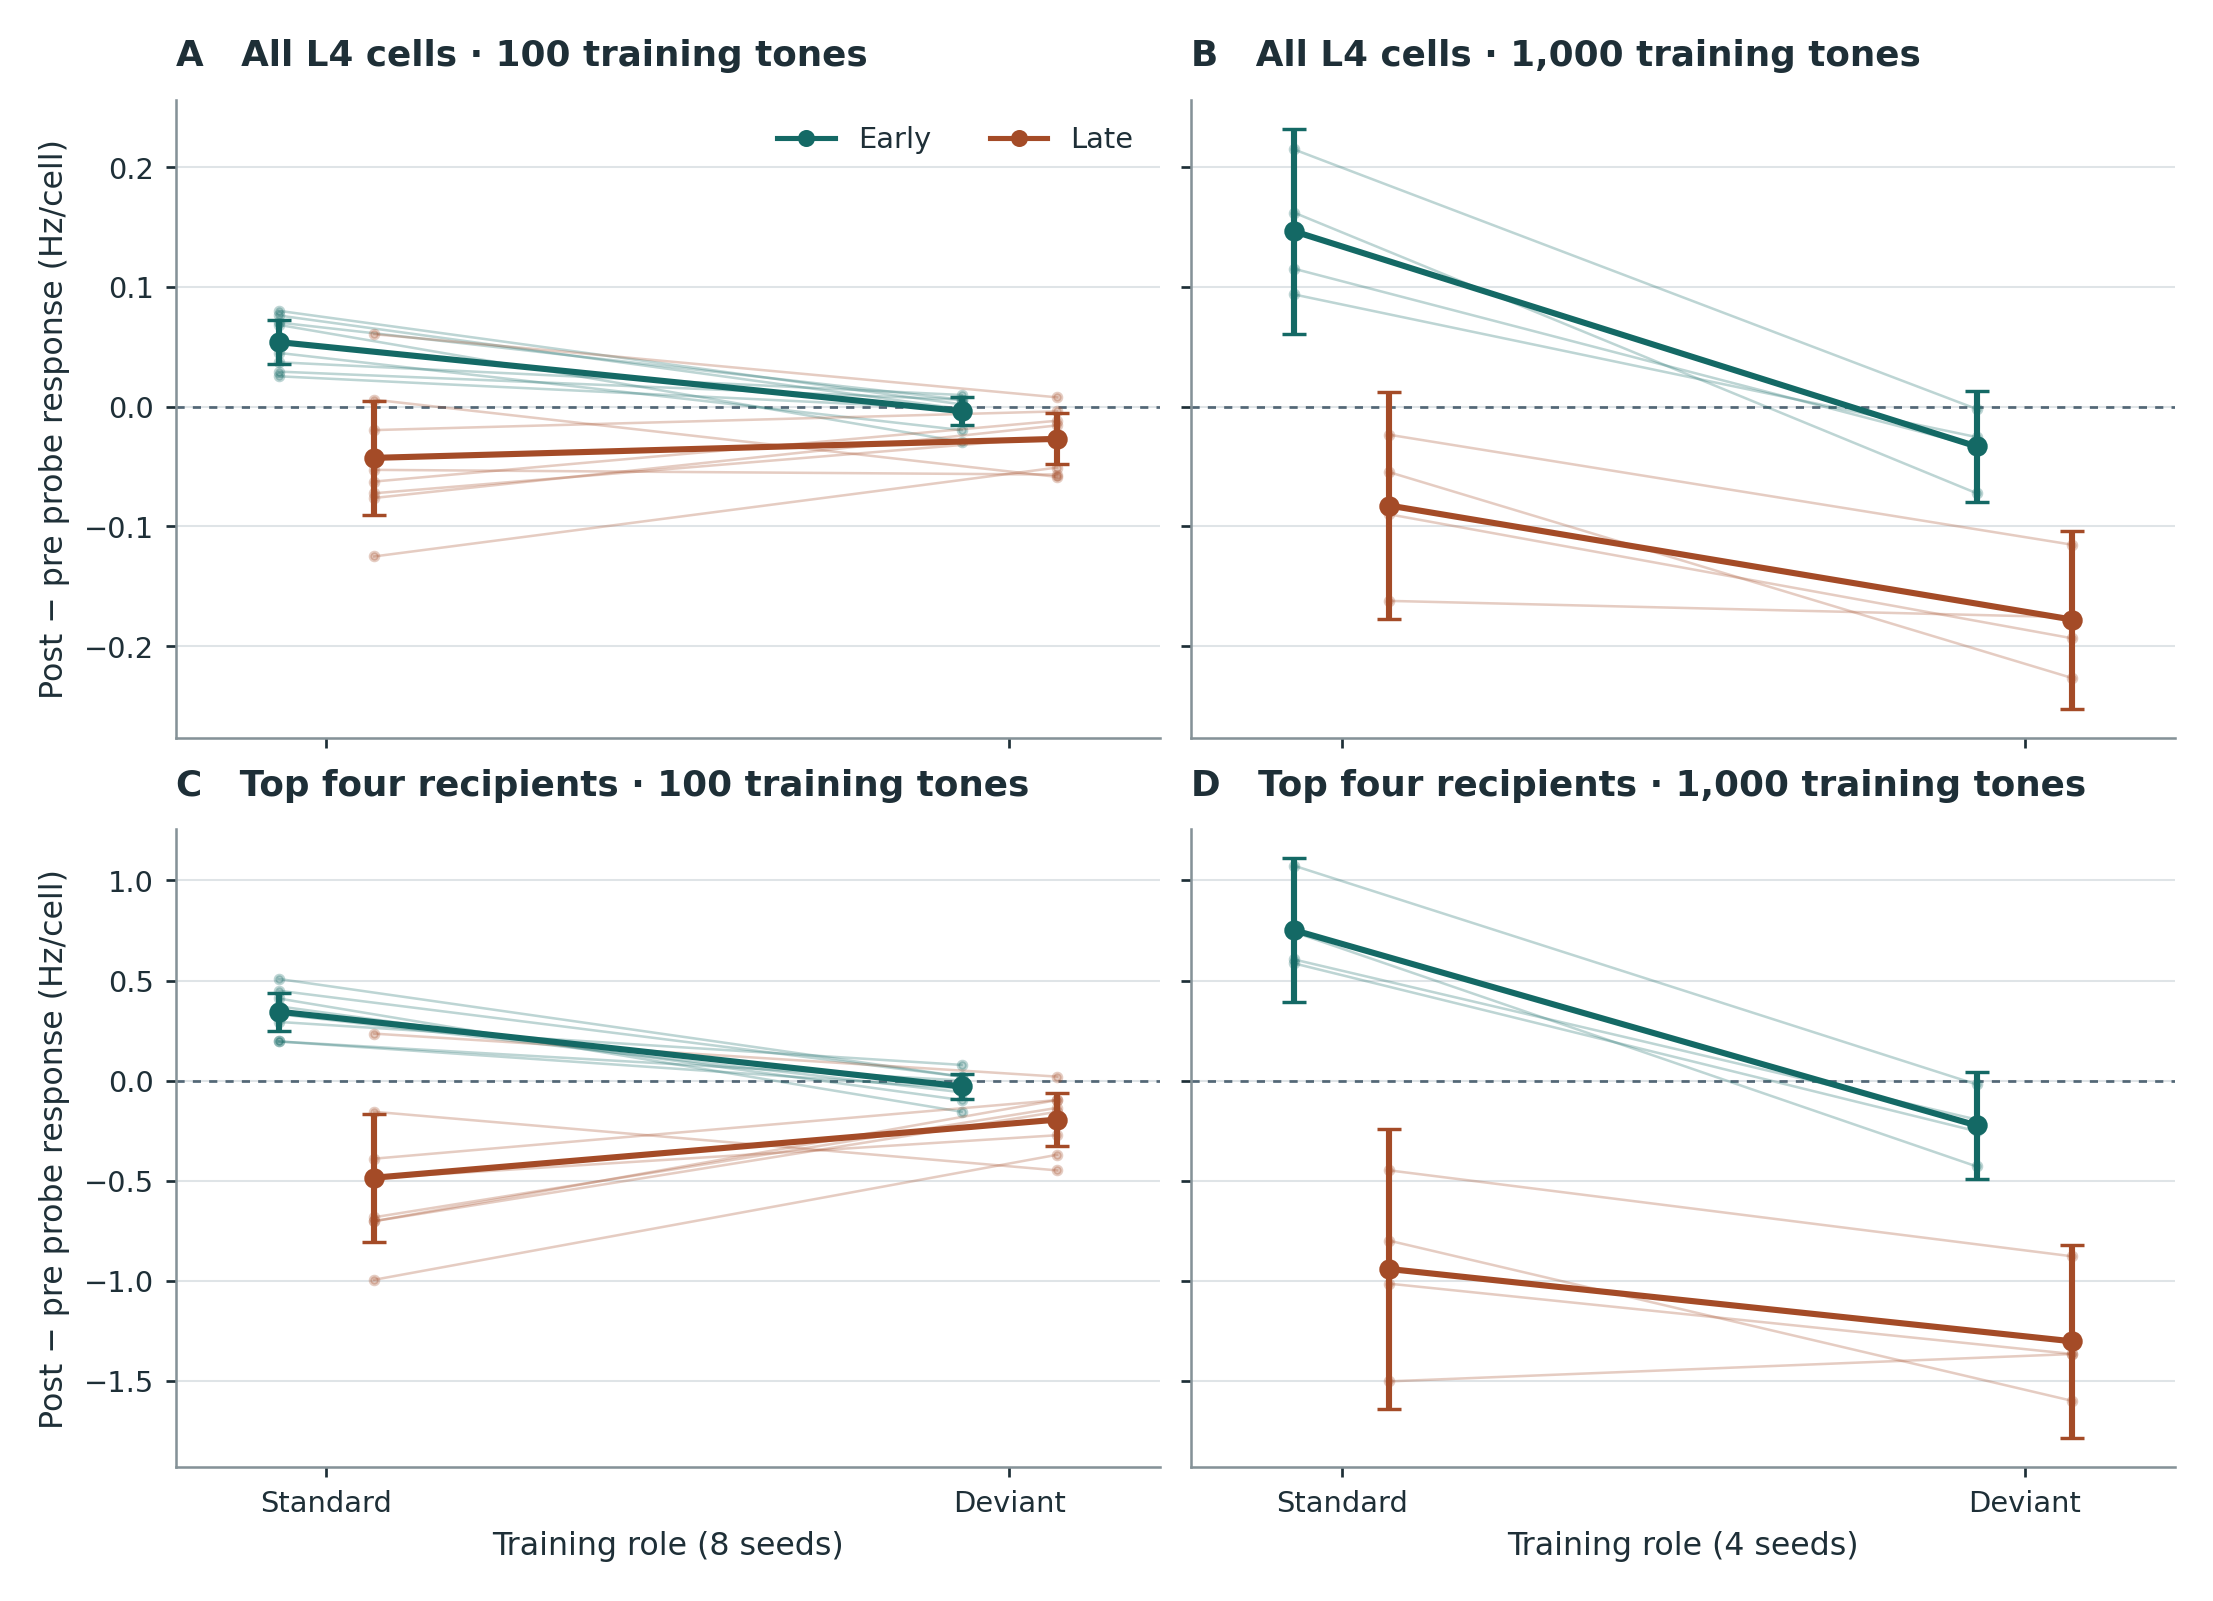 A All L4 cells · 100 training tones
Early Late
Post − pre probe response (Hz/cell)
0.2
0.1
0.0
−0.1
−0.2
B All L4 cells · 1,000 training tones
C Top four recipients · 100 training tones
Post − pre probe response (Hz/cell)
1.0
0.5
0.0
−0.5
−1.0
−1.5
Standard Deviant
Training role (8 seeds)
D Top four recipients · 1,000 training tones
Standard Deviant
Training role (4 seeds)